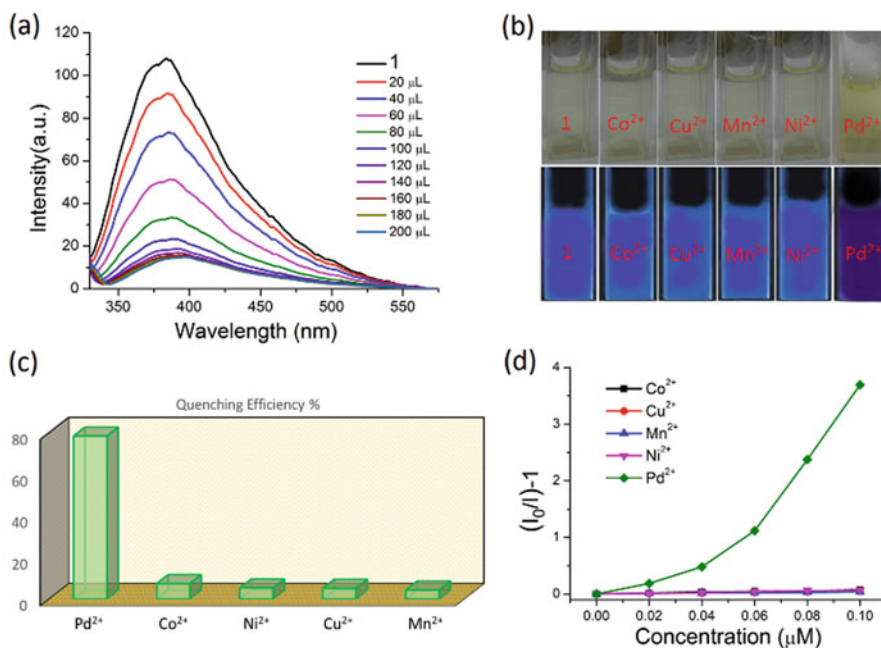 (a)
120
100
80
60
40
20
0
Intensity(a.u.)
350 400 450 500 550
Wavelength (nm)
1
20 μL
40 μL
60 μL
80 μL
100 μL
120 μL
140 μL
160 μL
180 μL
200 μL
(b)
1 Co²⁺ Cu²⁺ Mn²⁺ Ni²⁺ Pd²⁺
1 Co²⁺ Cu²⁺ Mn²⁺ Ni²⁺ Pd²⁺
(c)
Quenching Efficiency %
80
60
40
20
0
Pd²⁺ Co²⁺ Ni²⁺ Cu²⁺ Mn²⁺
(d)
4
3
2
1
0
(I₀/I)-1
Co²⁺
Cu²⁺
Mn²⁺
Ni²⁺
Pd²⁺
0.00 0.02 0.04 0.06 0.08 0.10
Concentration (μM)